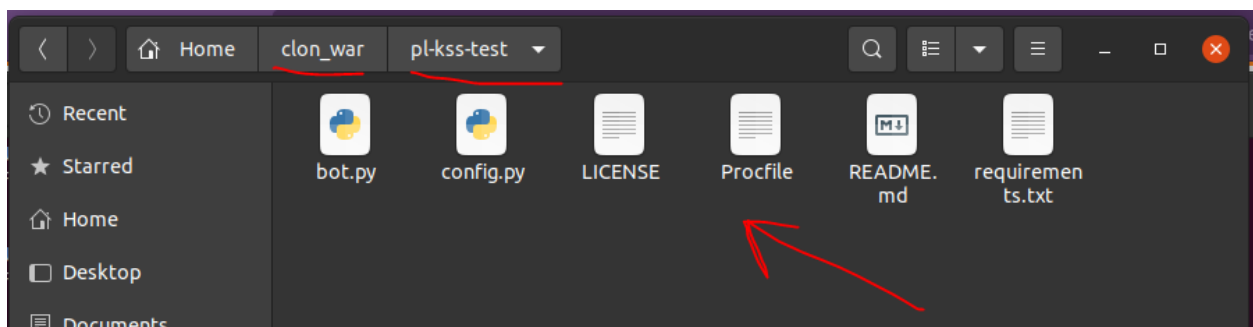 Home clon_war pl-kss-test
Recent
Starred
Home
Desktop
Documents
bot.py config.py LICENSE Procfile README.
md requiremen
ts.txt